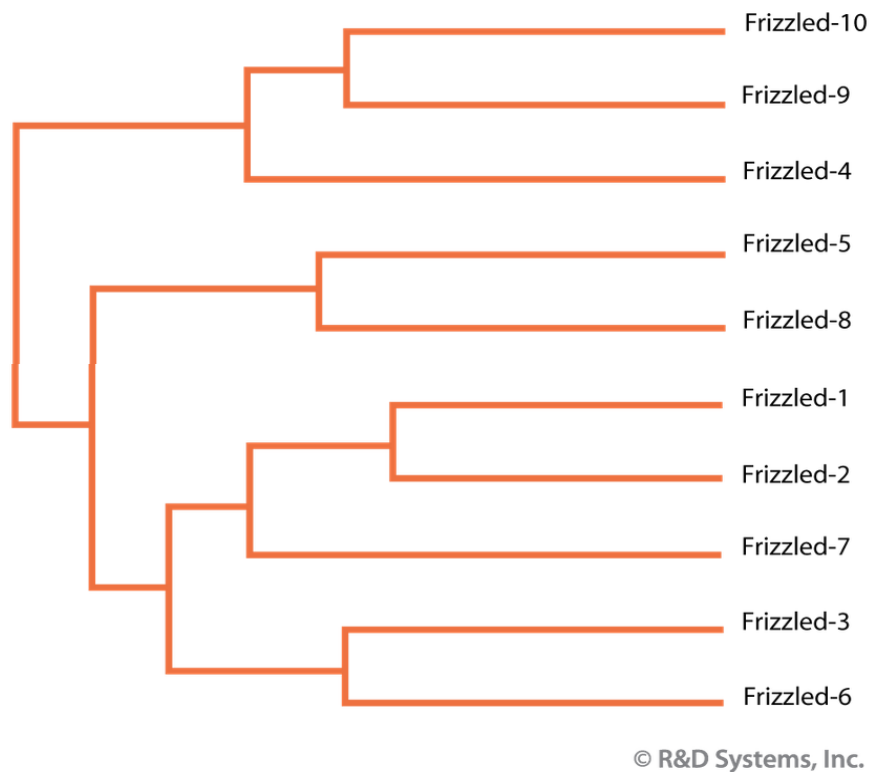 Frizzled-10
Frizzled-9
Frizzled-4
Frizzled-5
Frizzled-8
Frizzled-1
Frizzled-2
Frizzled-7
Frizzled-3
Frizzled-6
© R&D Systems, Inc.